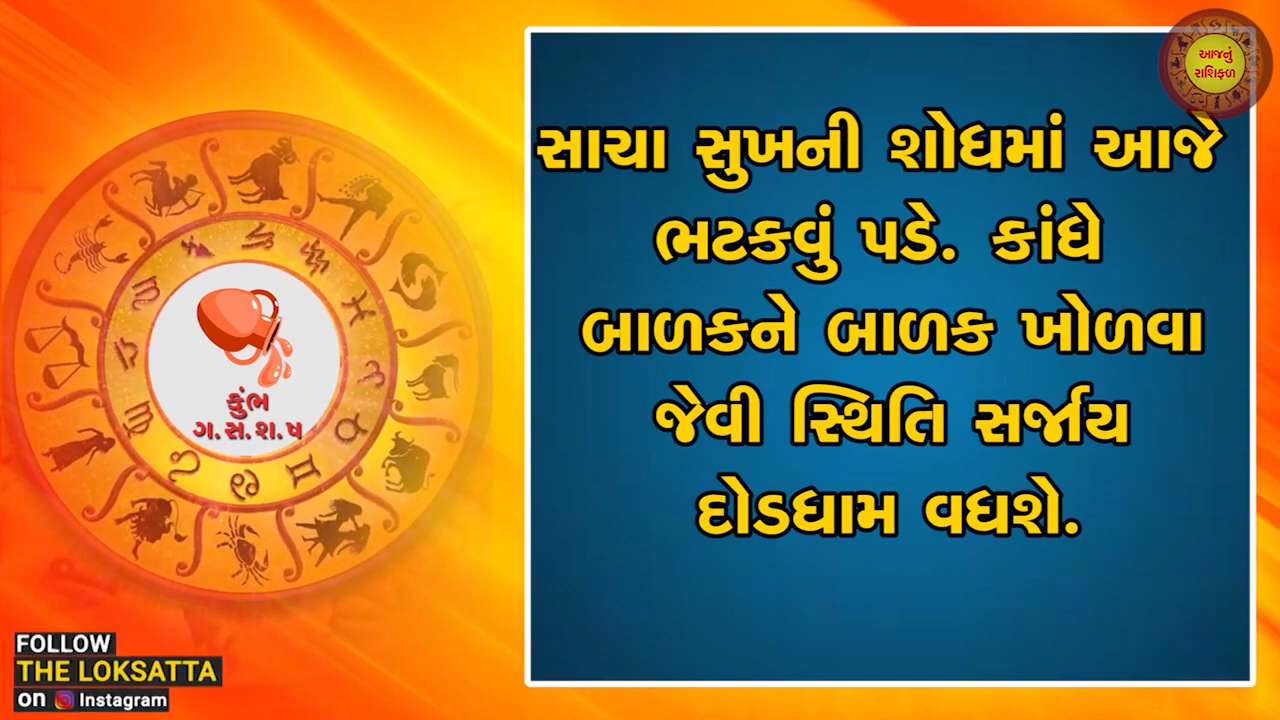 આજનું
રાશિફળ
સાચા સુખની શોધમાં આજે
ભટકવું પડે. કાંધે
બાળકને બાળક ખોળવા
જેવી સ્થિતિ સર્જાય
દોડધામ વધશે.
કુંભ
ગ.સ.શ.ષ
FOLLOW
THE LOKSATTA
on Instagram